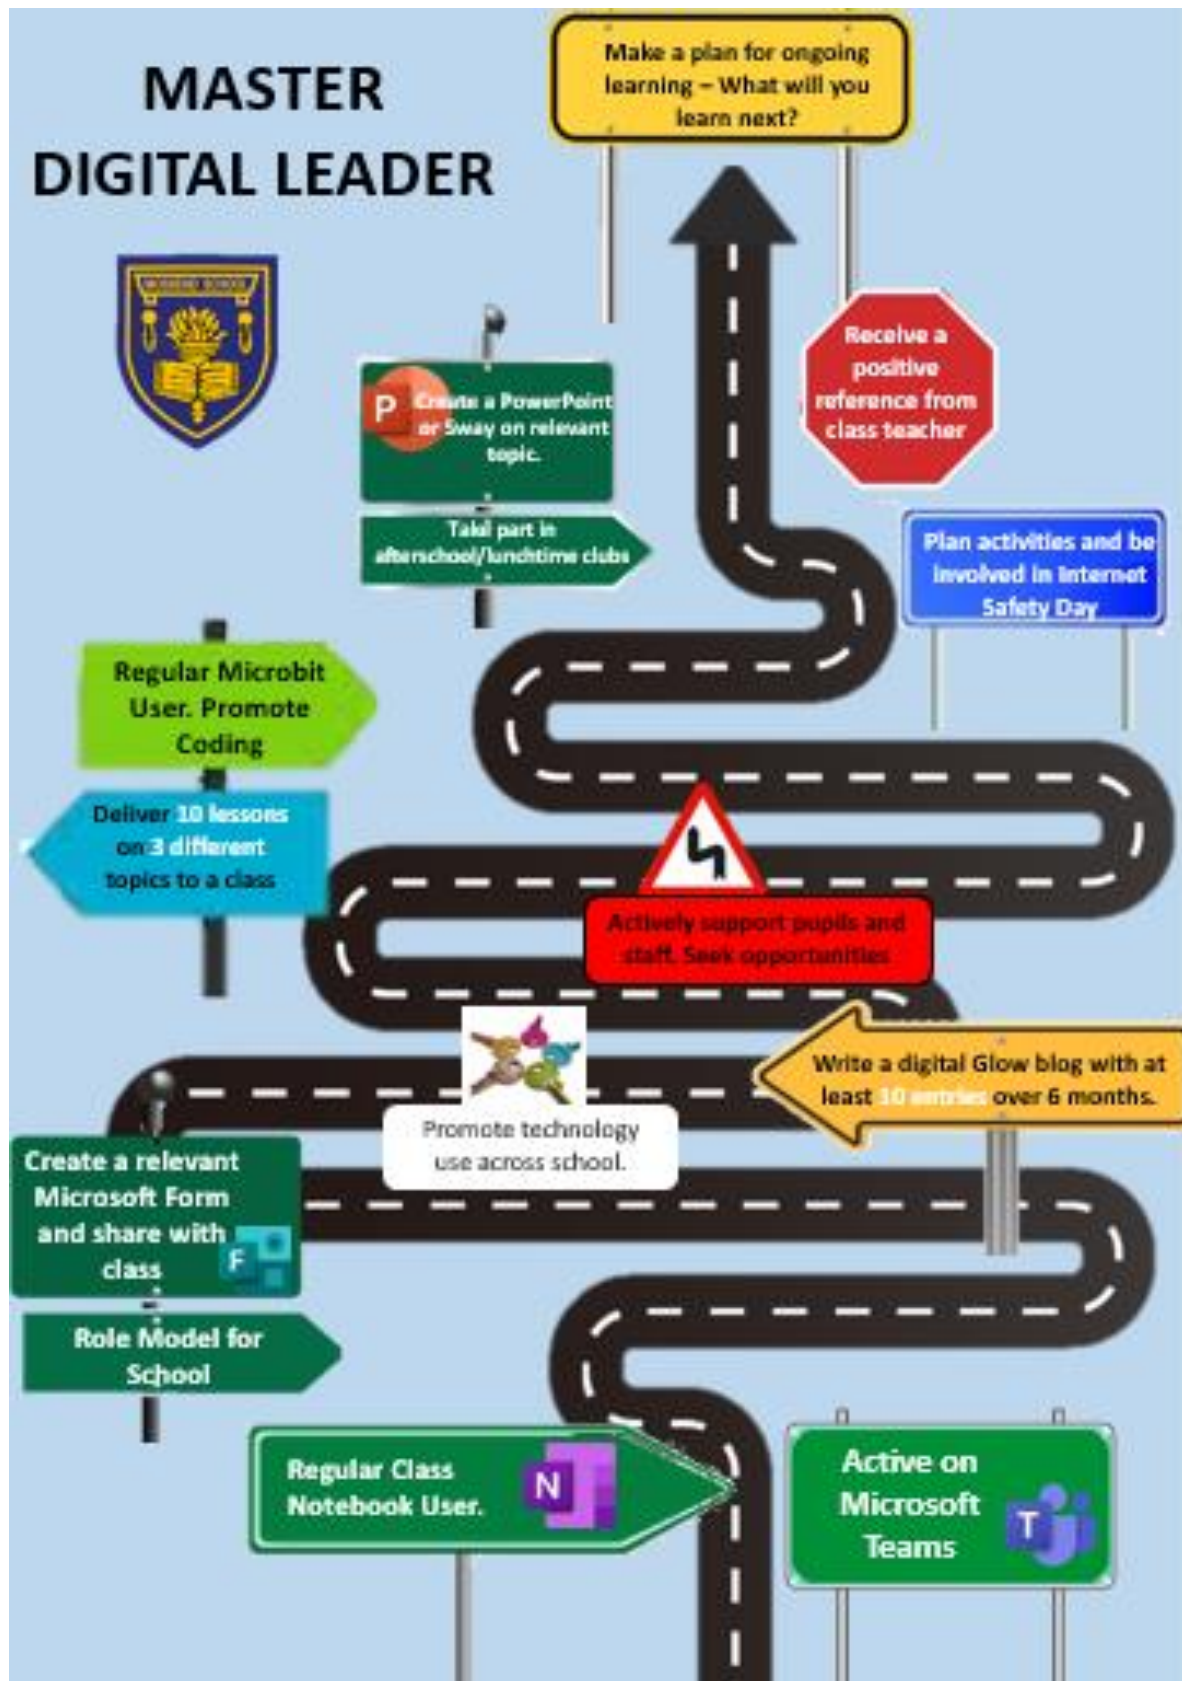 MASTER
DIGITAL LEADER
Make a plan for ongoing
learning – What will you
learn next?
Receive a
positive
reference from
class teacher
P
Create a PowerPoint
or Sway on relevant
topic.
Take part in
afterschool/lunchtime clubs
Plan activities and be
involved in Internet
Safety Day
Regular Microbit
User. Promote
Coding
Deliver 10 lessons
on 3 different
topics to a class
Actively support pupils and
staff. Seek opportunities
Write a digital Glow blog with at
least 10 entries over 6 months.
Promote technology
use across school.
Create a relevant
Microsoft Form
and share with
class
F
Role Model for
School
Regular Class
Notebook User.
N
Active on
Microsoft
Teams
T